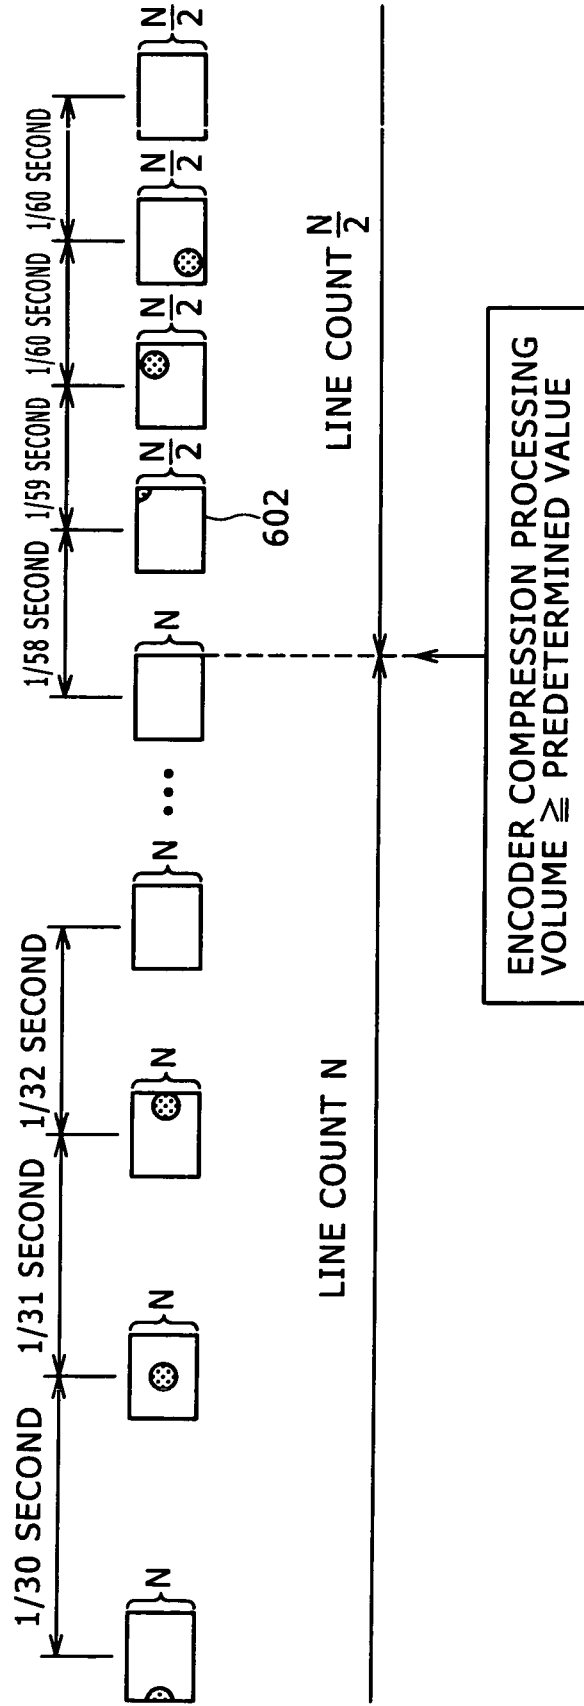 1/30 SECOND
1/31 SECOND
1/32 SECOND
1/58 SECOND
1/59 SECOND
1/60 SECOND
1/60 SECOND
N
N
N
N
...
N
N/2
N/2
N/2
N/2
602
LINE COUNT N
LINE COUNT N/2
ENCODER COMPRESSION PROCESSING
VOLUME ≧ PREDETERMINED VALUE